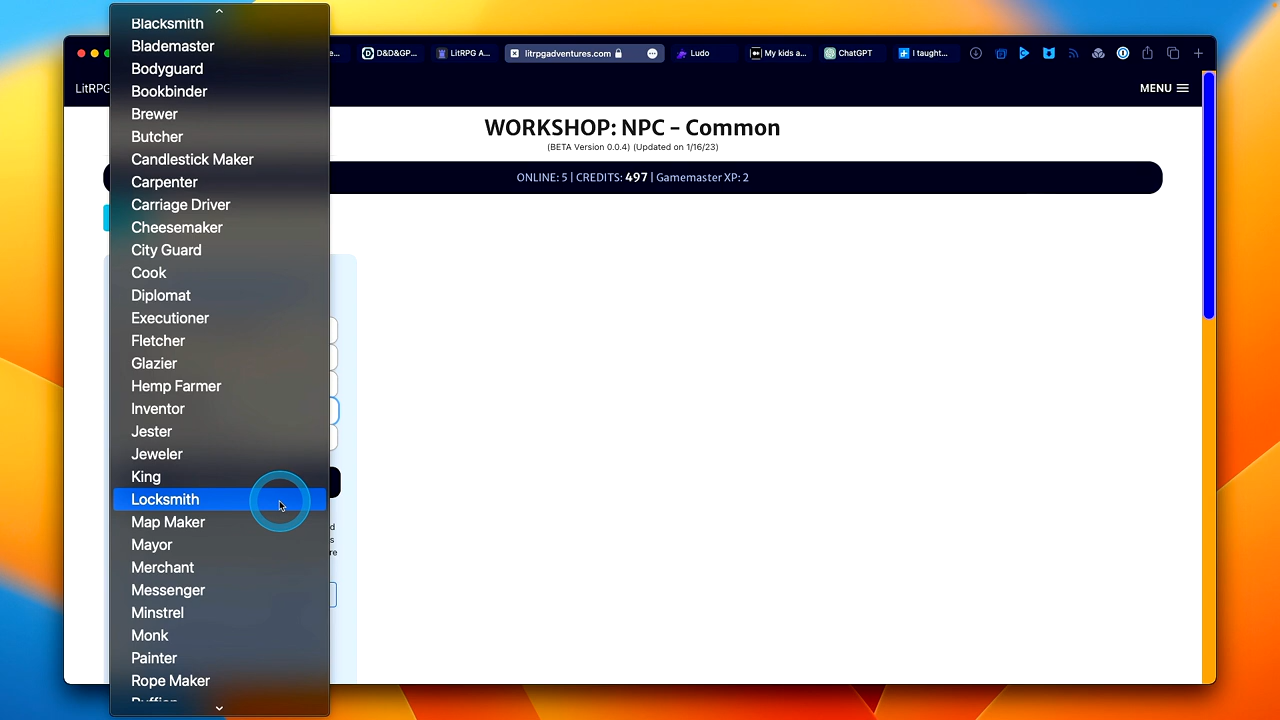 e...
D&D&GP...
LitRPG A...
litrpgadventures.com
Ludo
My kids a...
ChatGPT
I taught...
LitRPG
MENU
WORKSHOP: NPC – Common
(BETA Version 0.0.4) (Updated on 1/16/23)
ONLINE: 5 | CREDITS: 497 | Gamemaster XP: 2
Blacksmith
Blademaster
Bodyguard
Bookbinder
Brewer
Butcher
Candlestick Maker
Carpenter
Carriage Driver
Cheesemaker
City Guard
Cook
Diplomat
Executioner
Fletcher
Glazier
Hemp Farmer
Inventor
Jester
Jeweler
King
Locksmith
Map Maker
Mayor
Merchant
Messenger
Minstrel
Monk
Painter
Rope Maker
d
s
re